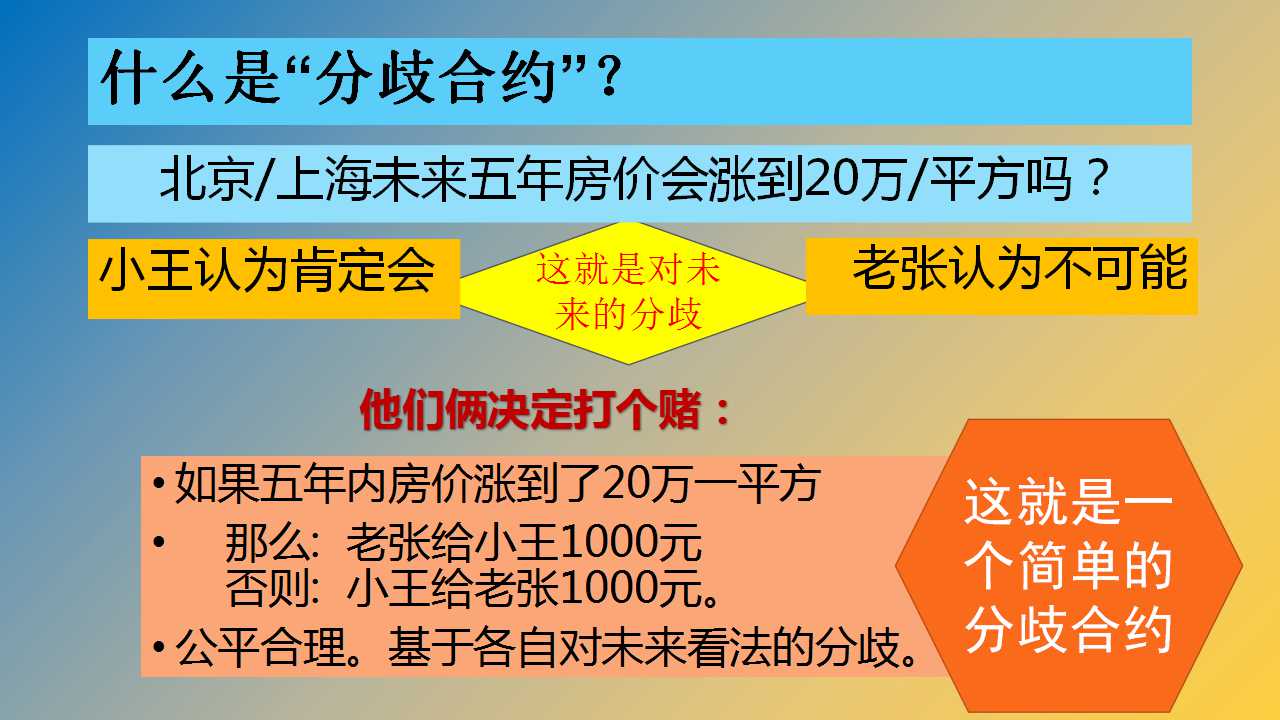 什么是“分歧合约”？
北京/上海未来五年房价会涨到20万/平方吗？
小王认为肯定会
这就是对未
来的分歧
老张认为不可能
他们俩决定打个赌：
•如果五年内房价涨到了20万一平方
• 那么: 老张给小王1000元
否则: 小王给老张1000元。
•公平合理。基于各自对未来看法的分歧。
这就是一
个简单的
分歧合约